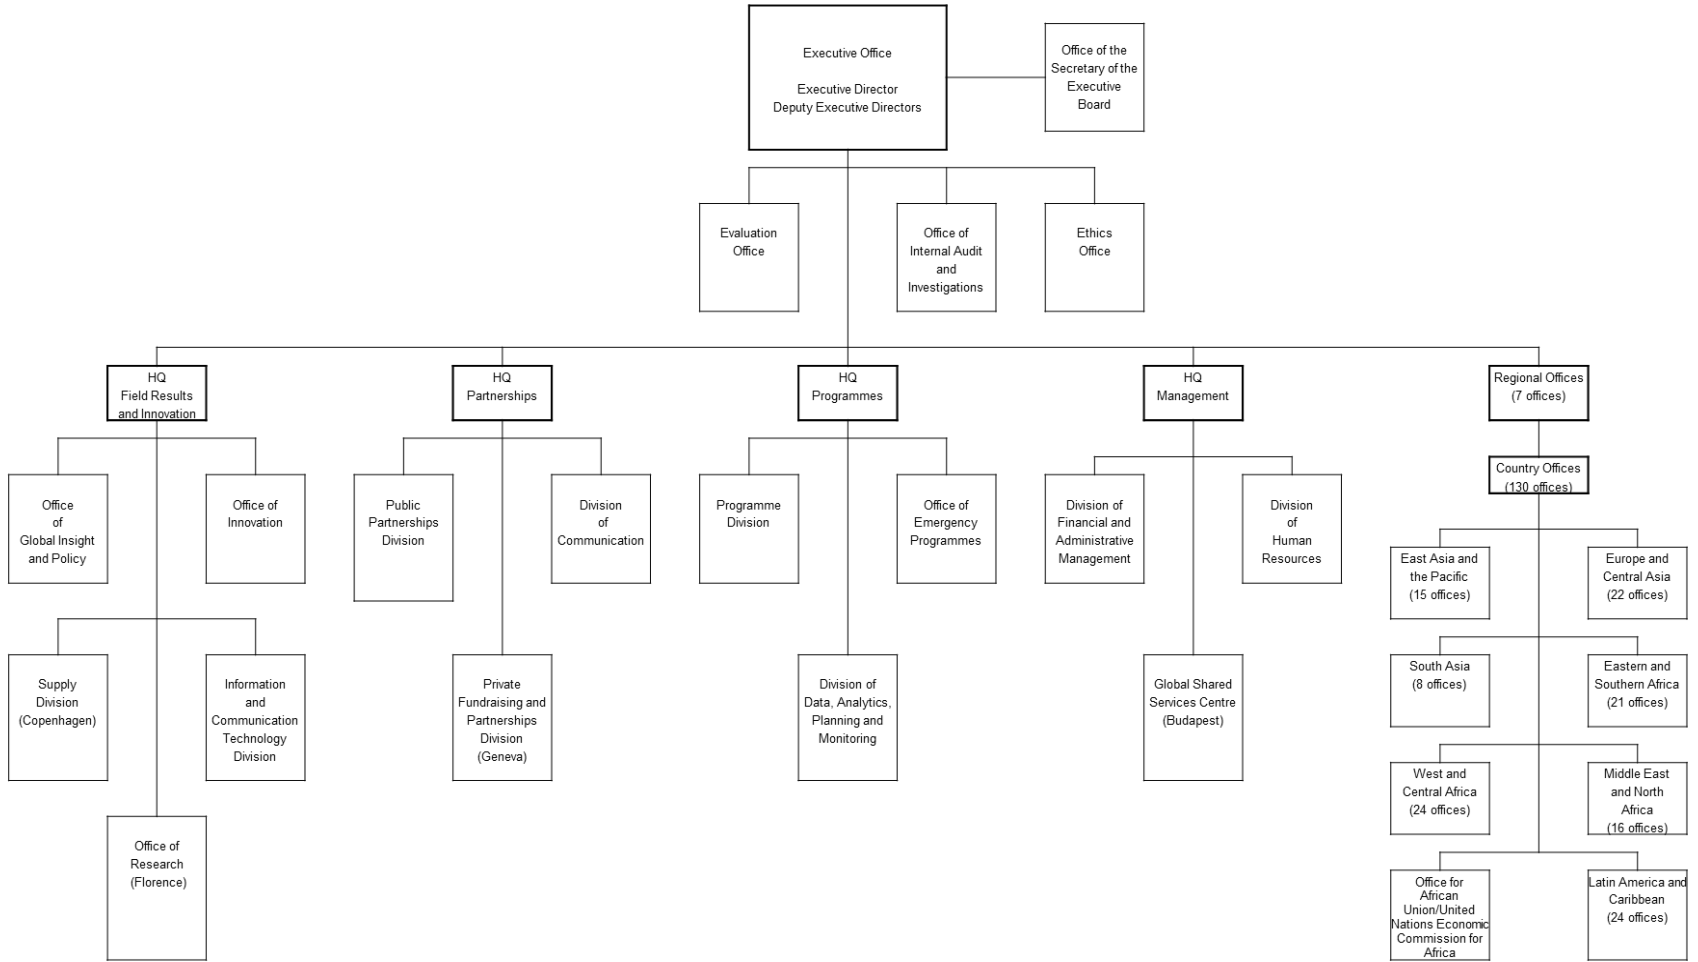 Executive Office
Executive Director
Deputy Executive Directors
Office of the
Secretary of the
Executive
Board
Evaluation
Office
Office of
Internal Audit
and
Investigations
Ethics
Office
HQ
Field Results
and Innovation
HQ
Partnerships
HQ
Programmes
HQ
Management
Regional Offices
(7 offices)
Country Offices
(130 offices)
Office
of
Global Insight
and Policy
Office of
Innovation
Public
Partnerships
Division
Division
of
Communication
Programme
Division
Office of
Emergency
Programmes
Division of
Financial and
Administrative
Management
Division
of
Human
Resources
East Asia and
the Pacific
(15 offices)
Europe and
Central Asia
(22 offices)
Supply
Division
(Copenhagen)
Information
and
Communication
Technology
Division
Private
Fundraising and
Partnerships
Division
(Geneva)
Division of
Data, Analytics,
Planning and
Monitoring
Global Shared
Services Centre
(Budapest)
South Asia
(8 offices)
Eastern and
Southern Africa
(21 offices)
West and
Central Africa
(24 offices)
Middle East
and North
Africa
(16 offices)
Office of
Research
(Florence)
Office for
African
Union/United
Nations Economic
Commission for
Africa
Latin America and
Caribbean
(24 offices)